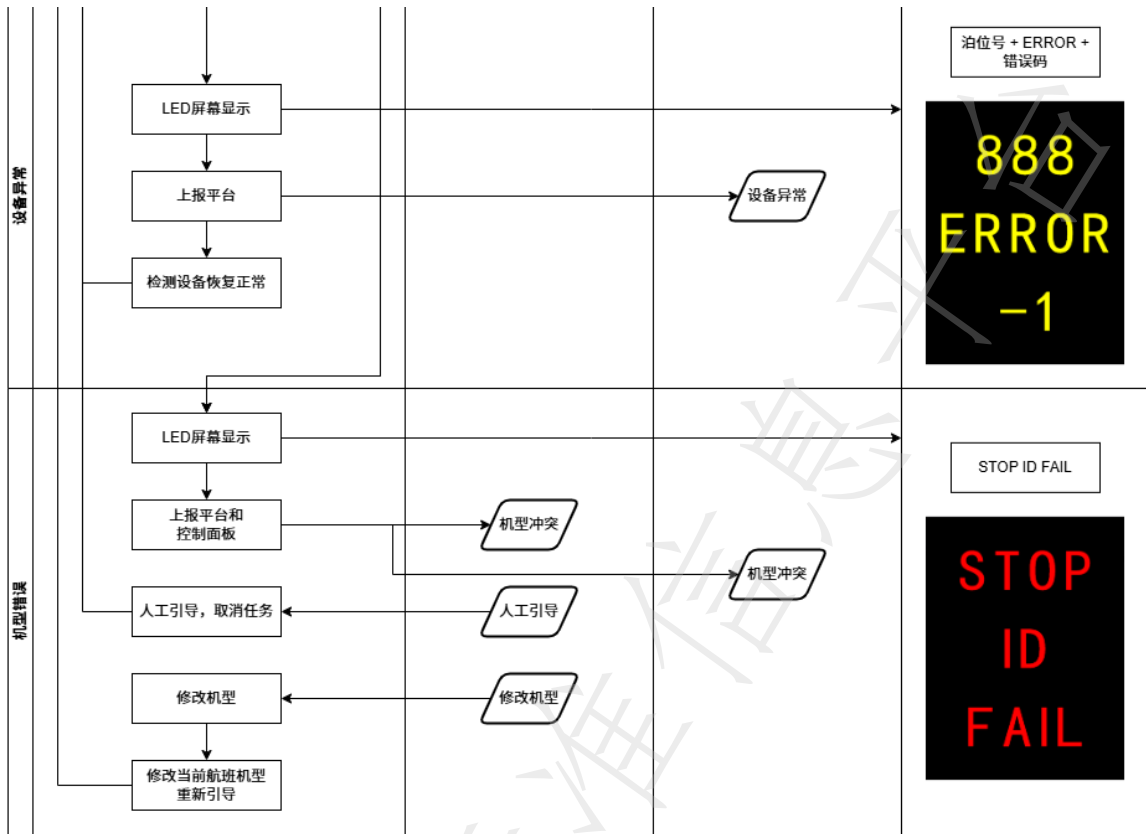 泊位号 + ERROR +
错误码
LED屏幕显示
888
ERROR
-1
上报平台
设备异常
检测设备恢复正常
设备异常
LED屏幕显示
STOP ID FAIL
上报平台和
控制面板
机型冲突
机型冲突
STOP
ID
FAIL
人工引导，取消任务
人工引导
机型错误
修改机型
修改机型
修改当前航班机型
重新引导
准信息平台